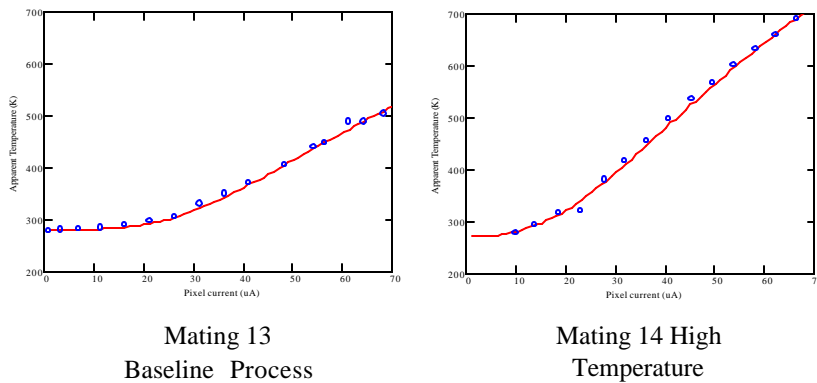 700
600
500
400
300
200
Apparent Temperature (K)
0 10 20 30 40 50 60 70
Pixel current (uA)
Mating 13
Baseline Process
700
600
500
400
300
200
Apparent Temperature (K)
0 10 20 30 40 50 60 7
Pixel current (uA)
Mating 14 High
Temperature